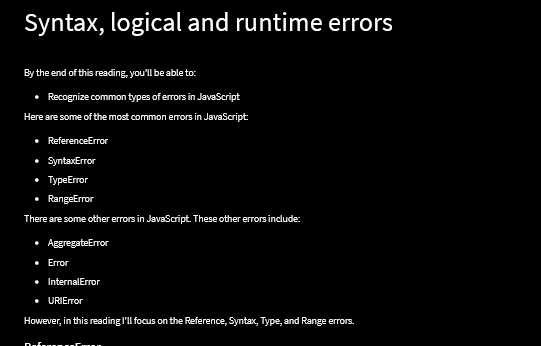 Syntax, logical and runtime errors
By the end of this reading, you'll be able to:
• Recognize common types of errors in JavaScript
Here are some of the most common errors in JavaScript:
• ReferenceError
• SyntaxError
• TypeError
• RangeError
There are some other errors in JavaScript. These other errors include:
• AggregateError
• Error
• InternalError
• URIError
However, in this reading I'll focus on the Reference, Syntax, Type, and Range errors.
ReferenceError